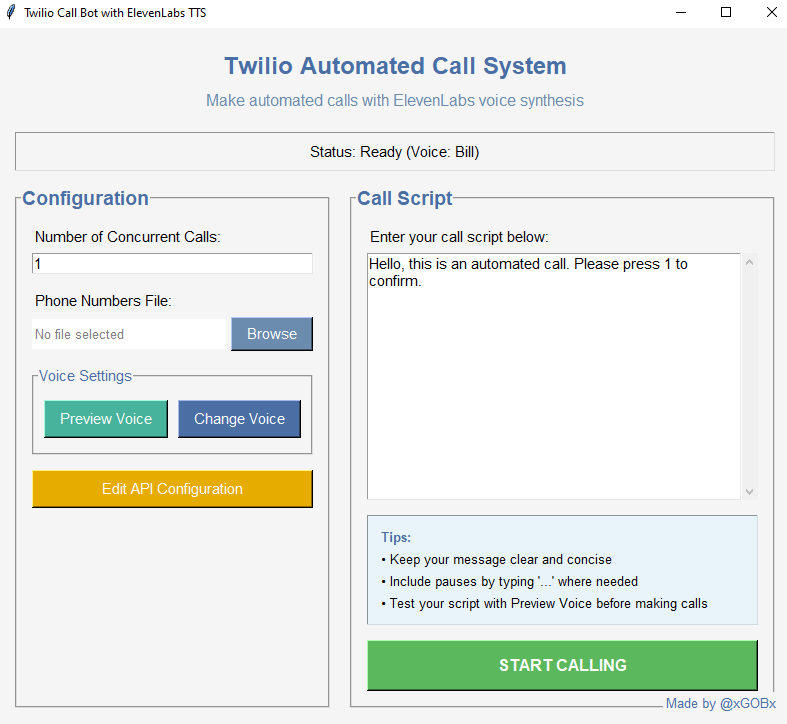 Twilio Call Bot with ElevenLabs TTS
Twilio Automated Call System
Make automated calls with ElevenLabs voice synthesis
Status: Ready (Voice: Bill)
Configuration
Number of Concurrent Calls:
1
Phone Numbers File:
No file selected
Browse
Voice Settings
Preview Voice
Change Voice
Edit API Configuration
Call Script
Enter your call script below:
Hello, this is an automated call. Please press 1 to
confirm.
Tips:
• Keep your message clear and concise
• Include pauses by typing '...' where needed
• Test your script with Preview Voice before making calls
START CALLING
Made by @xGOBx